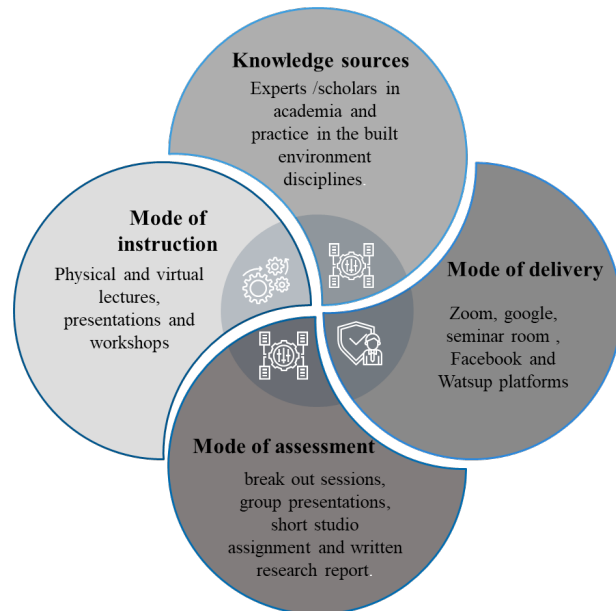 Knowledge sources
Experts /scholars in
academia and
practice in the built
environment
disciplines.
Mode of
instruction
Physical and virtual
lectures,
presentations and
workshops
Mode of delivery
Zoom, google,
seminar room ,
Facebook and
Watsup platforms
Mode of assessment
break out sessions,
group presentations,
short studio
assignment and written
research report.